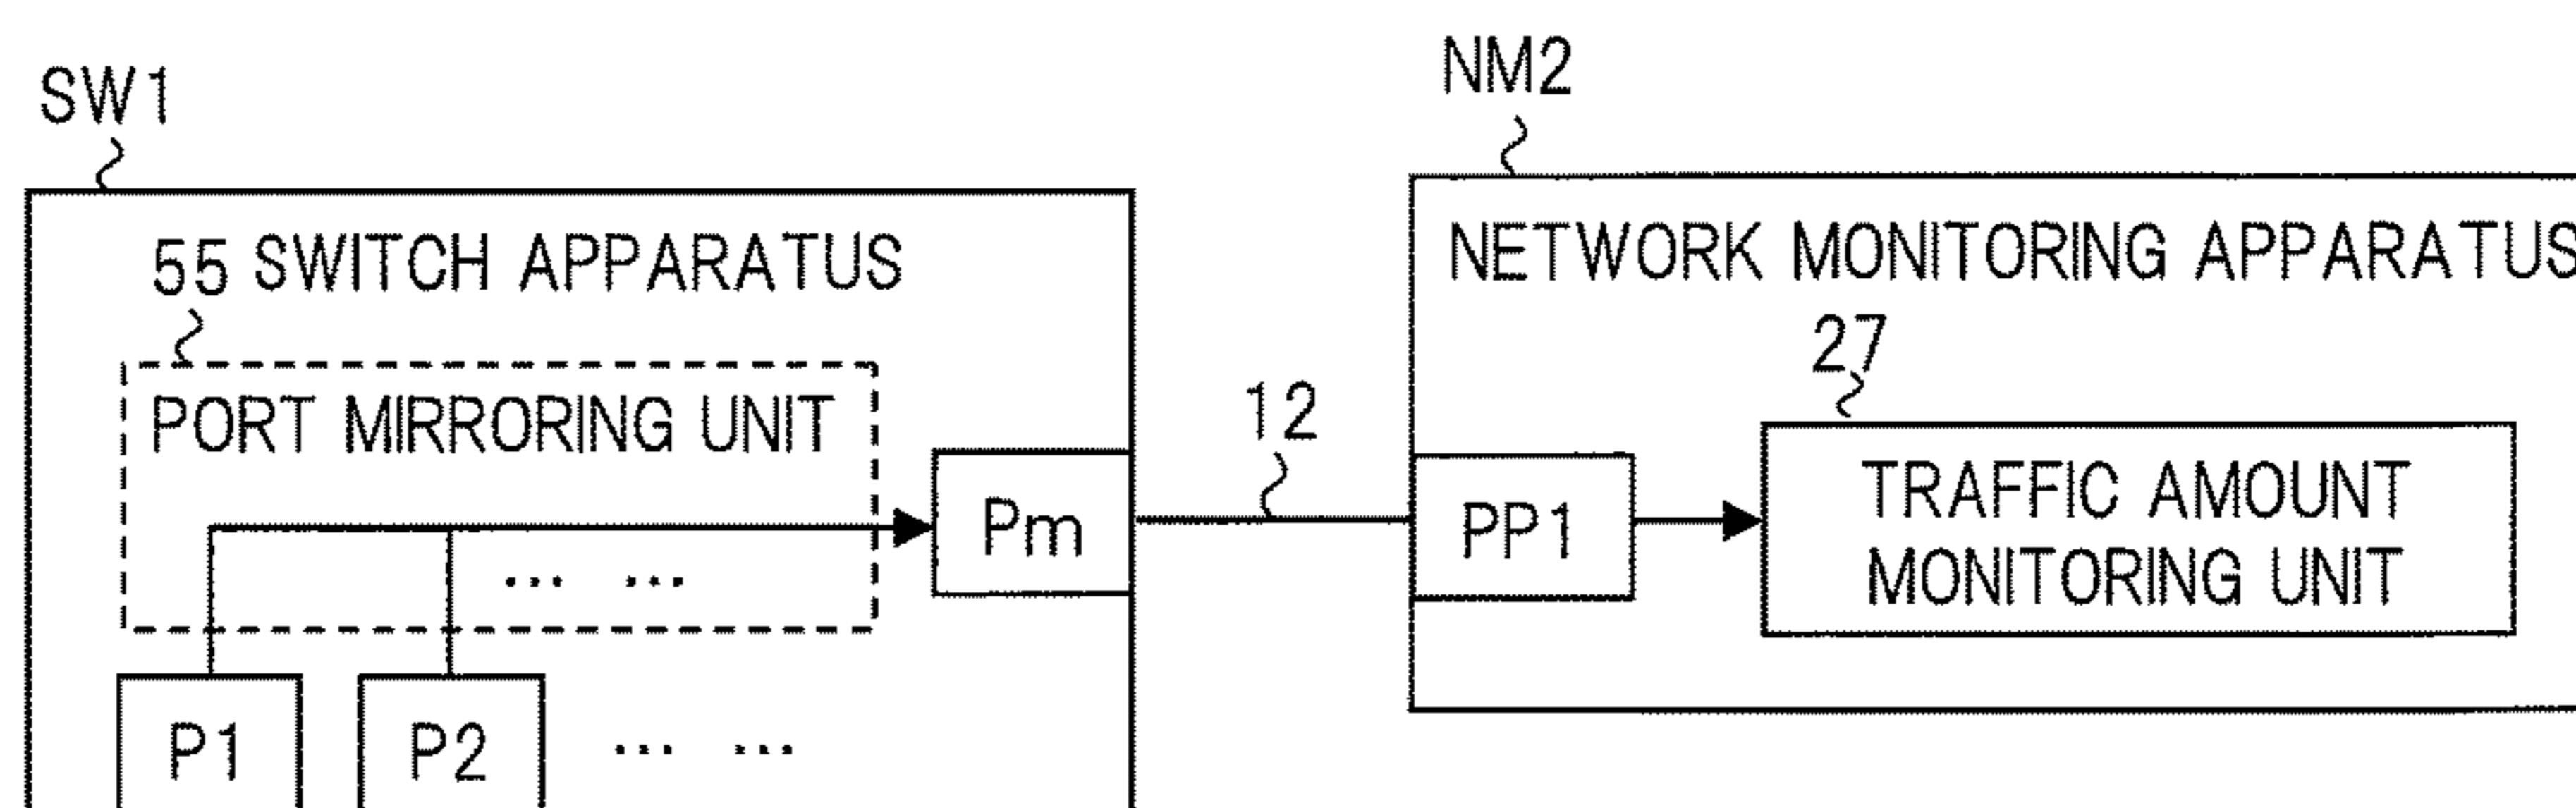 SW1
NM2
55 SWITCH APPARATUS
NETWORK MONITORING APPARATUS
27
PORT MIRRORING UNIT
12
Pm
PP1
TRAFFIC AMOUNT
MONITORING UNIT
... ...
P1
P2
... ...